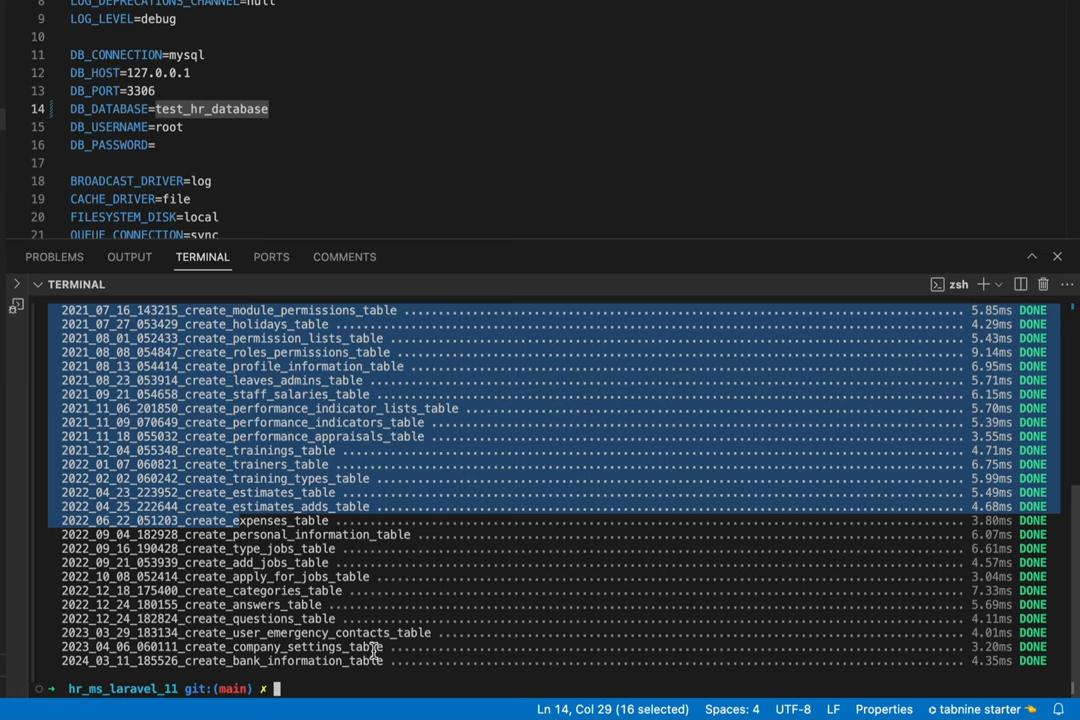 8 LOG_DEPRECATIONS_CHANNEL=null
9 LOG_LEVEL=debug
10
11 DB_CONNECTION=mysql
12 DB_HOST=127.0.0.1
13 DB_PORT=3306
14 DB_DATABASE=test_hr_database
15 DB_USERNAME=root
16 DB_PASSWORD=
17
18 BROADCAST_DRIVER=log
19 CACHE_DRIVER=file
20 FILESYSTEM_DISK=local
21 QUEUE_CONNECTION=sync
PROBLEMS OUTPUT TERMINAL PORTS COMMENTS
TERMINAL zsh
2021_07_16_143215_create_module_permissions_table ........ 5.85ms DONE
2021_07_27_053429_create_holidays_table ........ 4.29ms DONE
2021_08_01_052433_create_permission_lists_table ........ 5.43ms DONE
2021_08_08_054847_create_roles_permissions_table ........ 9.14ms DONE
2021_08_13_054414_create_profile_information_table ........ 6.95ms DONE
2021_08_23_053914_create_leaves_admins_table ........ 5.71ms DONE
2021_09_21_054658_create_staff_salaries_table ........ 6.15ms DONE
2021_11_06_201850_create_performance_indicator_lists_table ........ 5.70ms DONE
2021_11_09_070649_create_performance_indicators_table ........ 5.39ms DONE
2021_11_18_055032_create_performance_appraisals_table ........ 3.55ms DONE
2021_12_04_055348_create_trainings_table ........ 4.71ms DONE
2022_01_07_060821_create_trainers_table ........ 6.75ms DONE
2022_02_02_060242_create_training_types_table ........ 5.99ms DONE
2022_04_23_223952_create_estimates_table ........ 5.49ms DONE
2022_04_25_222644_create_estimates_adds_table ........ 4.68ms DONE
2022_06_22_051203_create_expenses_table ........ 3.80ms DONE
2022_09_04_182928_create_personal_information_table ........ 6.07ms DONE
2022_09_16_190428_create_type_jobs_table ........ 6.61ms DONE
2022_09_21_053939_create_add_jobs_table ........ 4.57ms DONE
2022_10_08_052414_create_apply_for_jobs_table ........ 3.04ms DONE
2022_12_18_175400_create_categories_table ........ 7.33ms DONE
2022_12_24_180155_create_answers_table ........ 5.69ms DONE
2022_12_24_182824_create_questions_table ........ 4.11ms DONE
2023_03_29_183134_create_user_emergency_contacts_table ........ 4.01ms DONE
2023_04_06_060111_create_company_settings_table ........ 3.20ms DONE
2024_03_11_185526_create_bank_information_table ........ 4.35ms DONE
→ hr_ms_laravel_11 git:(main) ✗
Ln 14, Col 29 (16 selected) Spaces: 4 UTF-8 LF Properties tabnine starter 👈